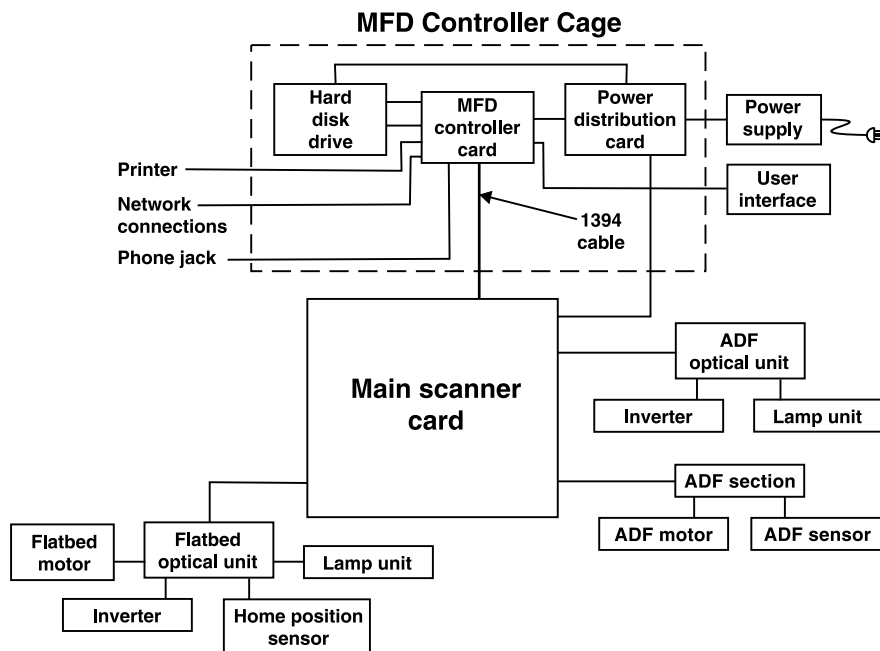 MFD Controller Cage
Hard
disk
drive
MFD
controller
card
Power
distribution
card
Power
supply
Printer
Network
connections
Phone jack
User
interface
1394
cable
Main scanner
card
ADF
optical unit
Inverter
Lamp unit
ADF section
ADF motor
ADF sensor
Flatbed
motor
Flatbed
optical unit
Lamp unit
Inverter
Home position
sensor